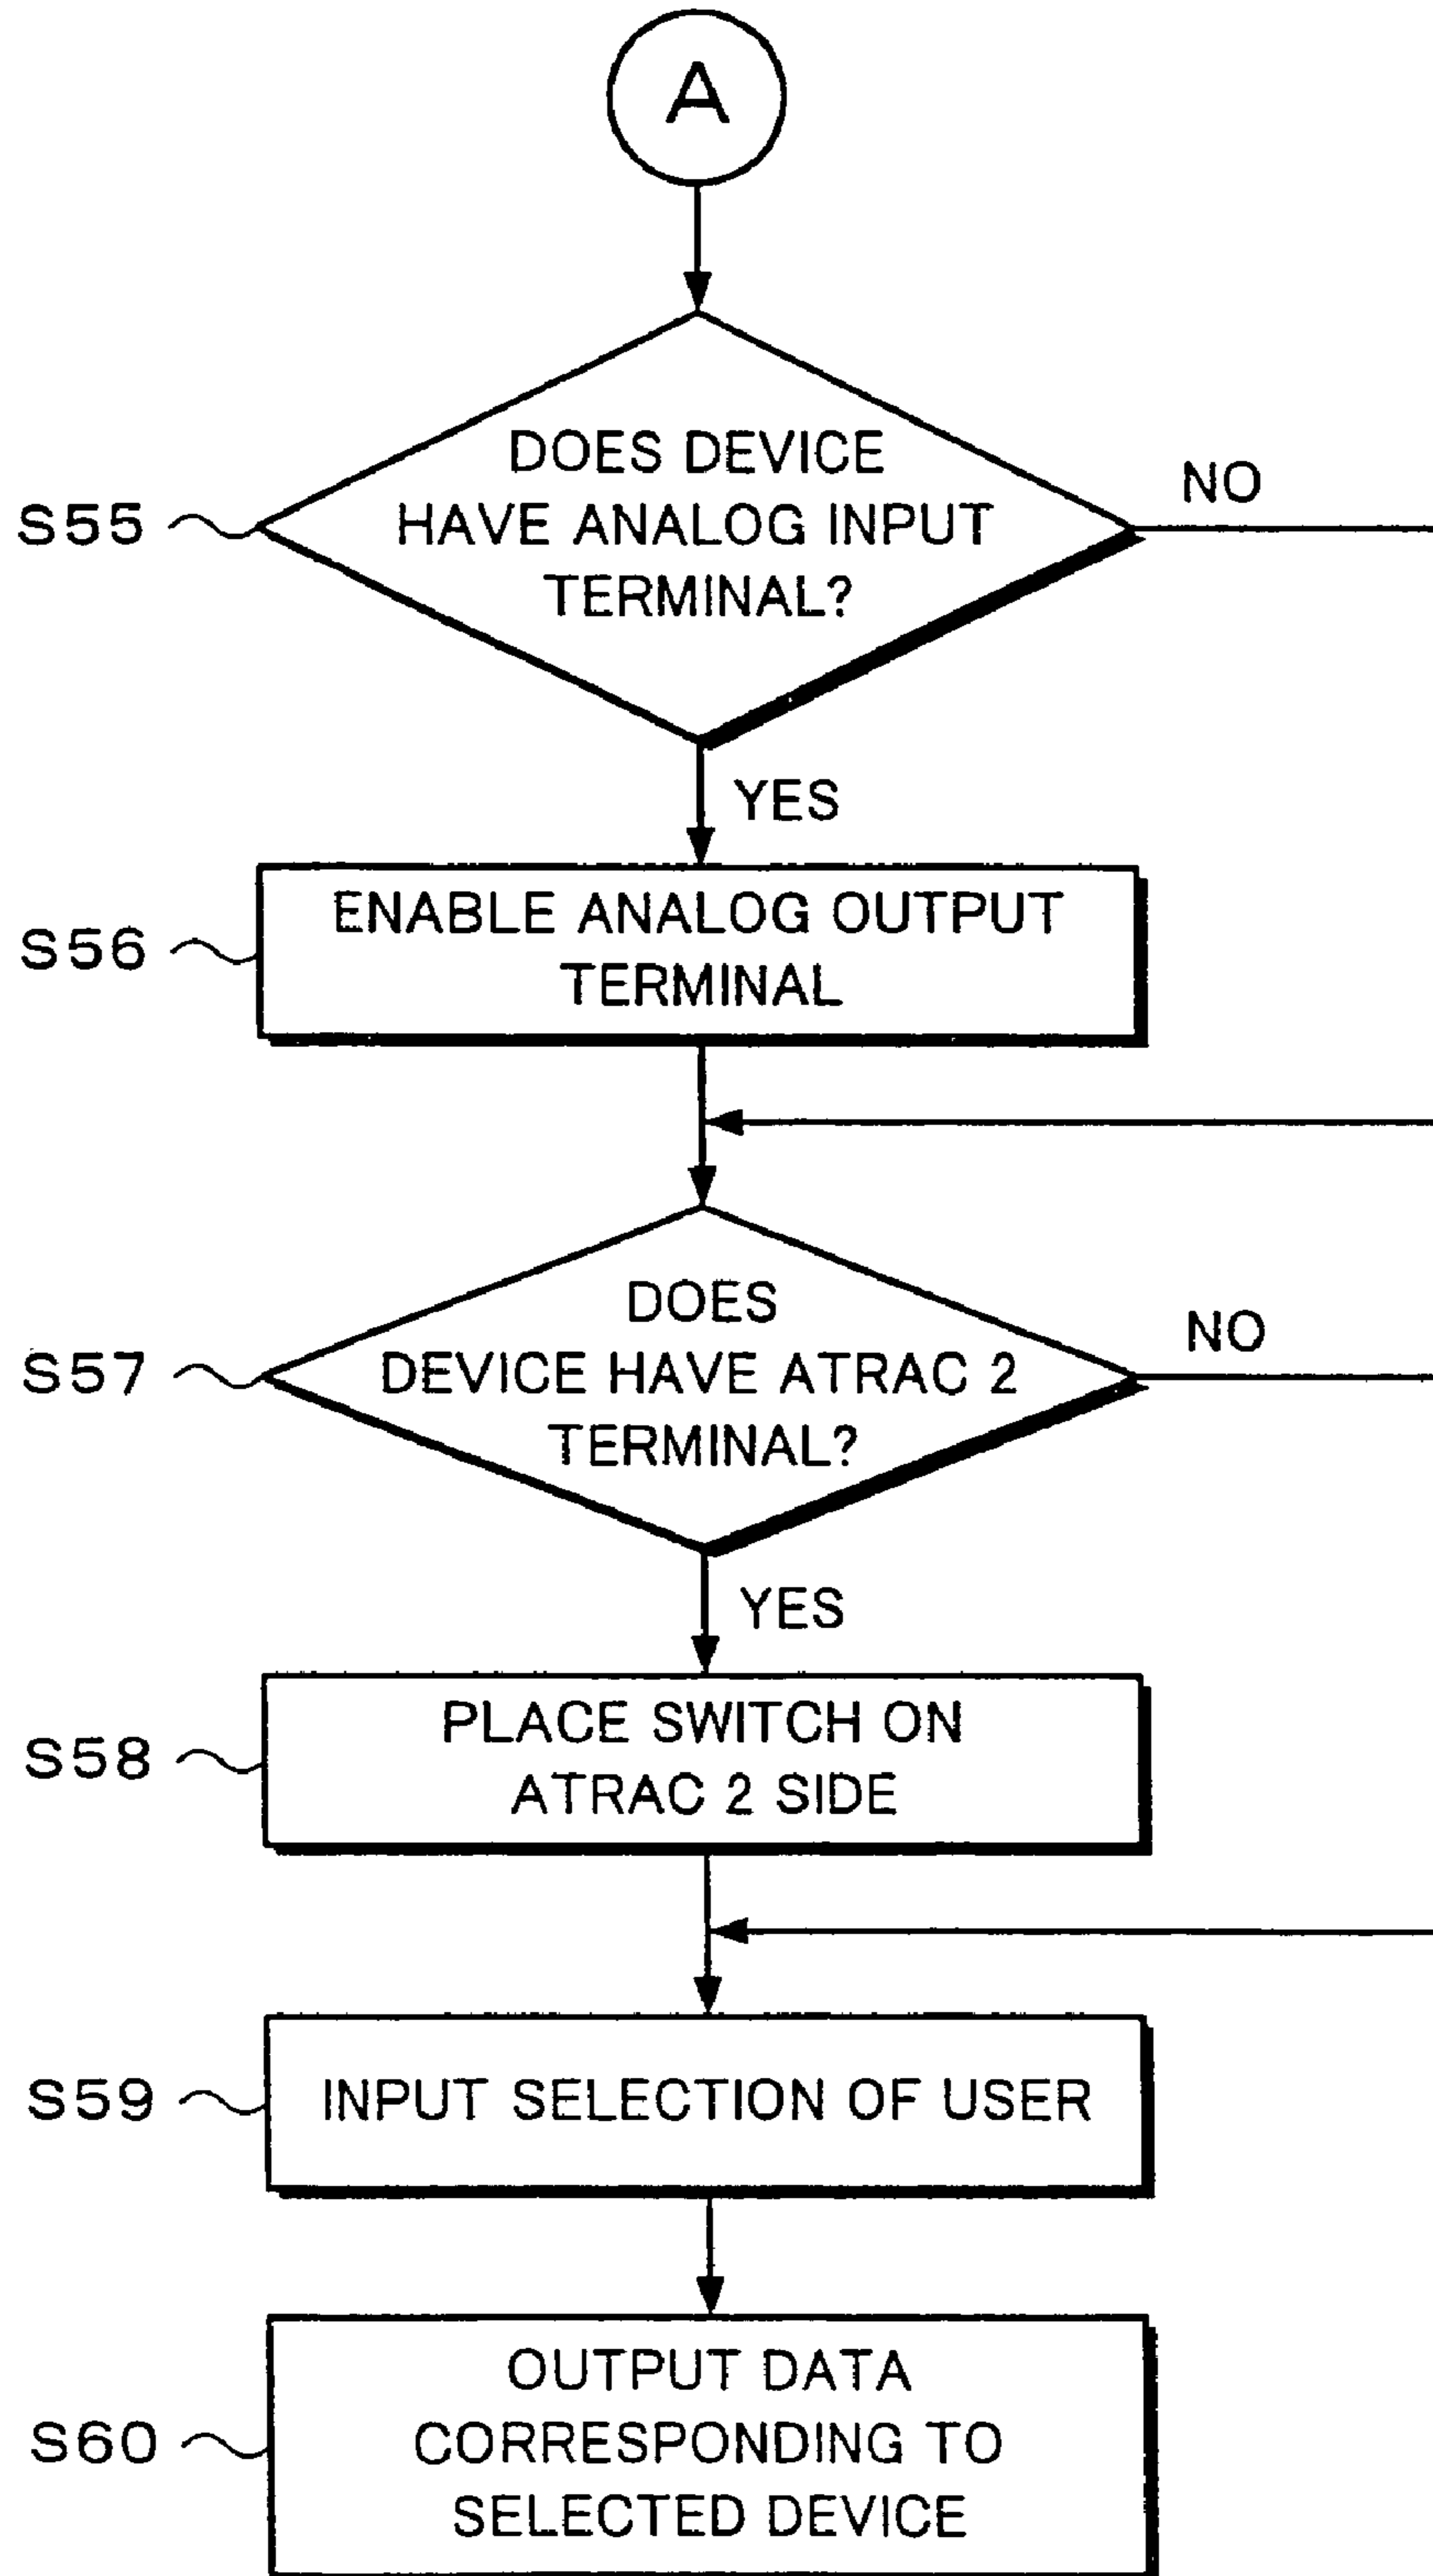 A
DOES DEVICE
HAVE ANALOG INPUT
TERMINAL?
S55
NO
YES
ENABLE ANALOG OUTPUT
TERMINAL
S56
DOES
DEVICE HAVE ATRAC 2
TERMINAL?
S57
NO
YES
PLACE SWITCH ON
ATRAC 2 SIDE
S58
S59
INPUT SELECTION OF USER
OUTPUT DATA
CORRESPONDING TO
SELECTED DEVICE
S60